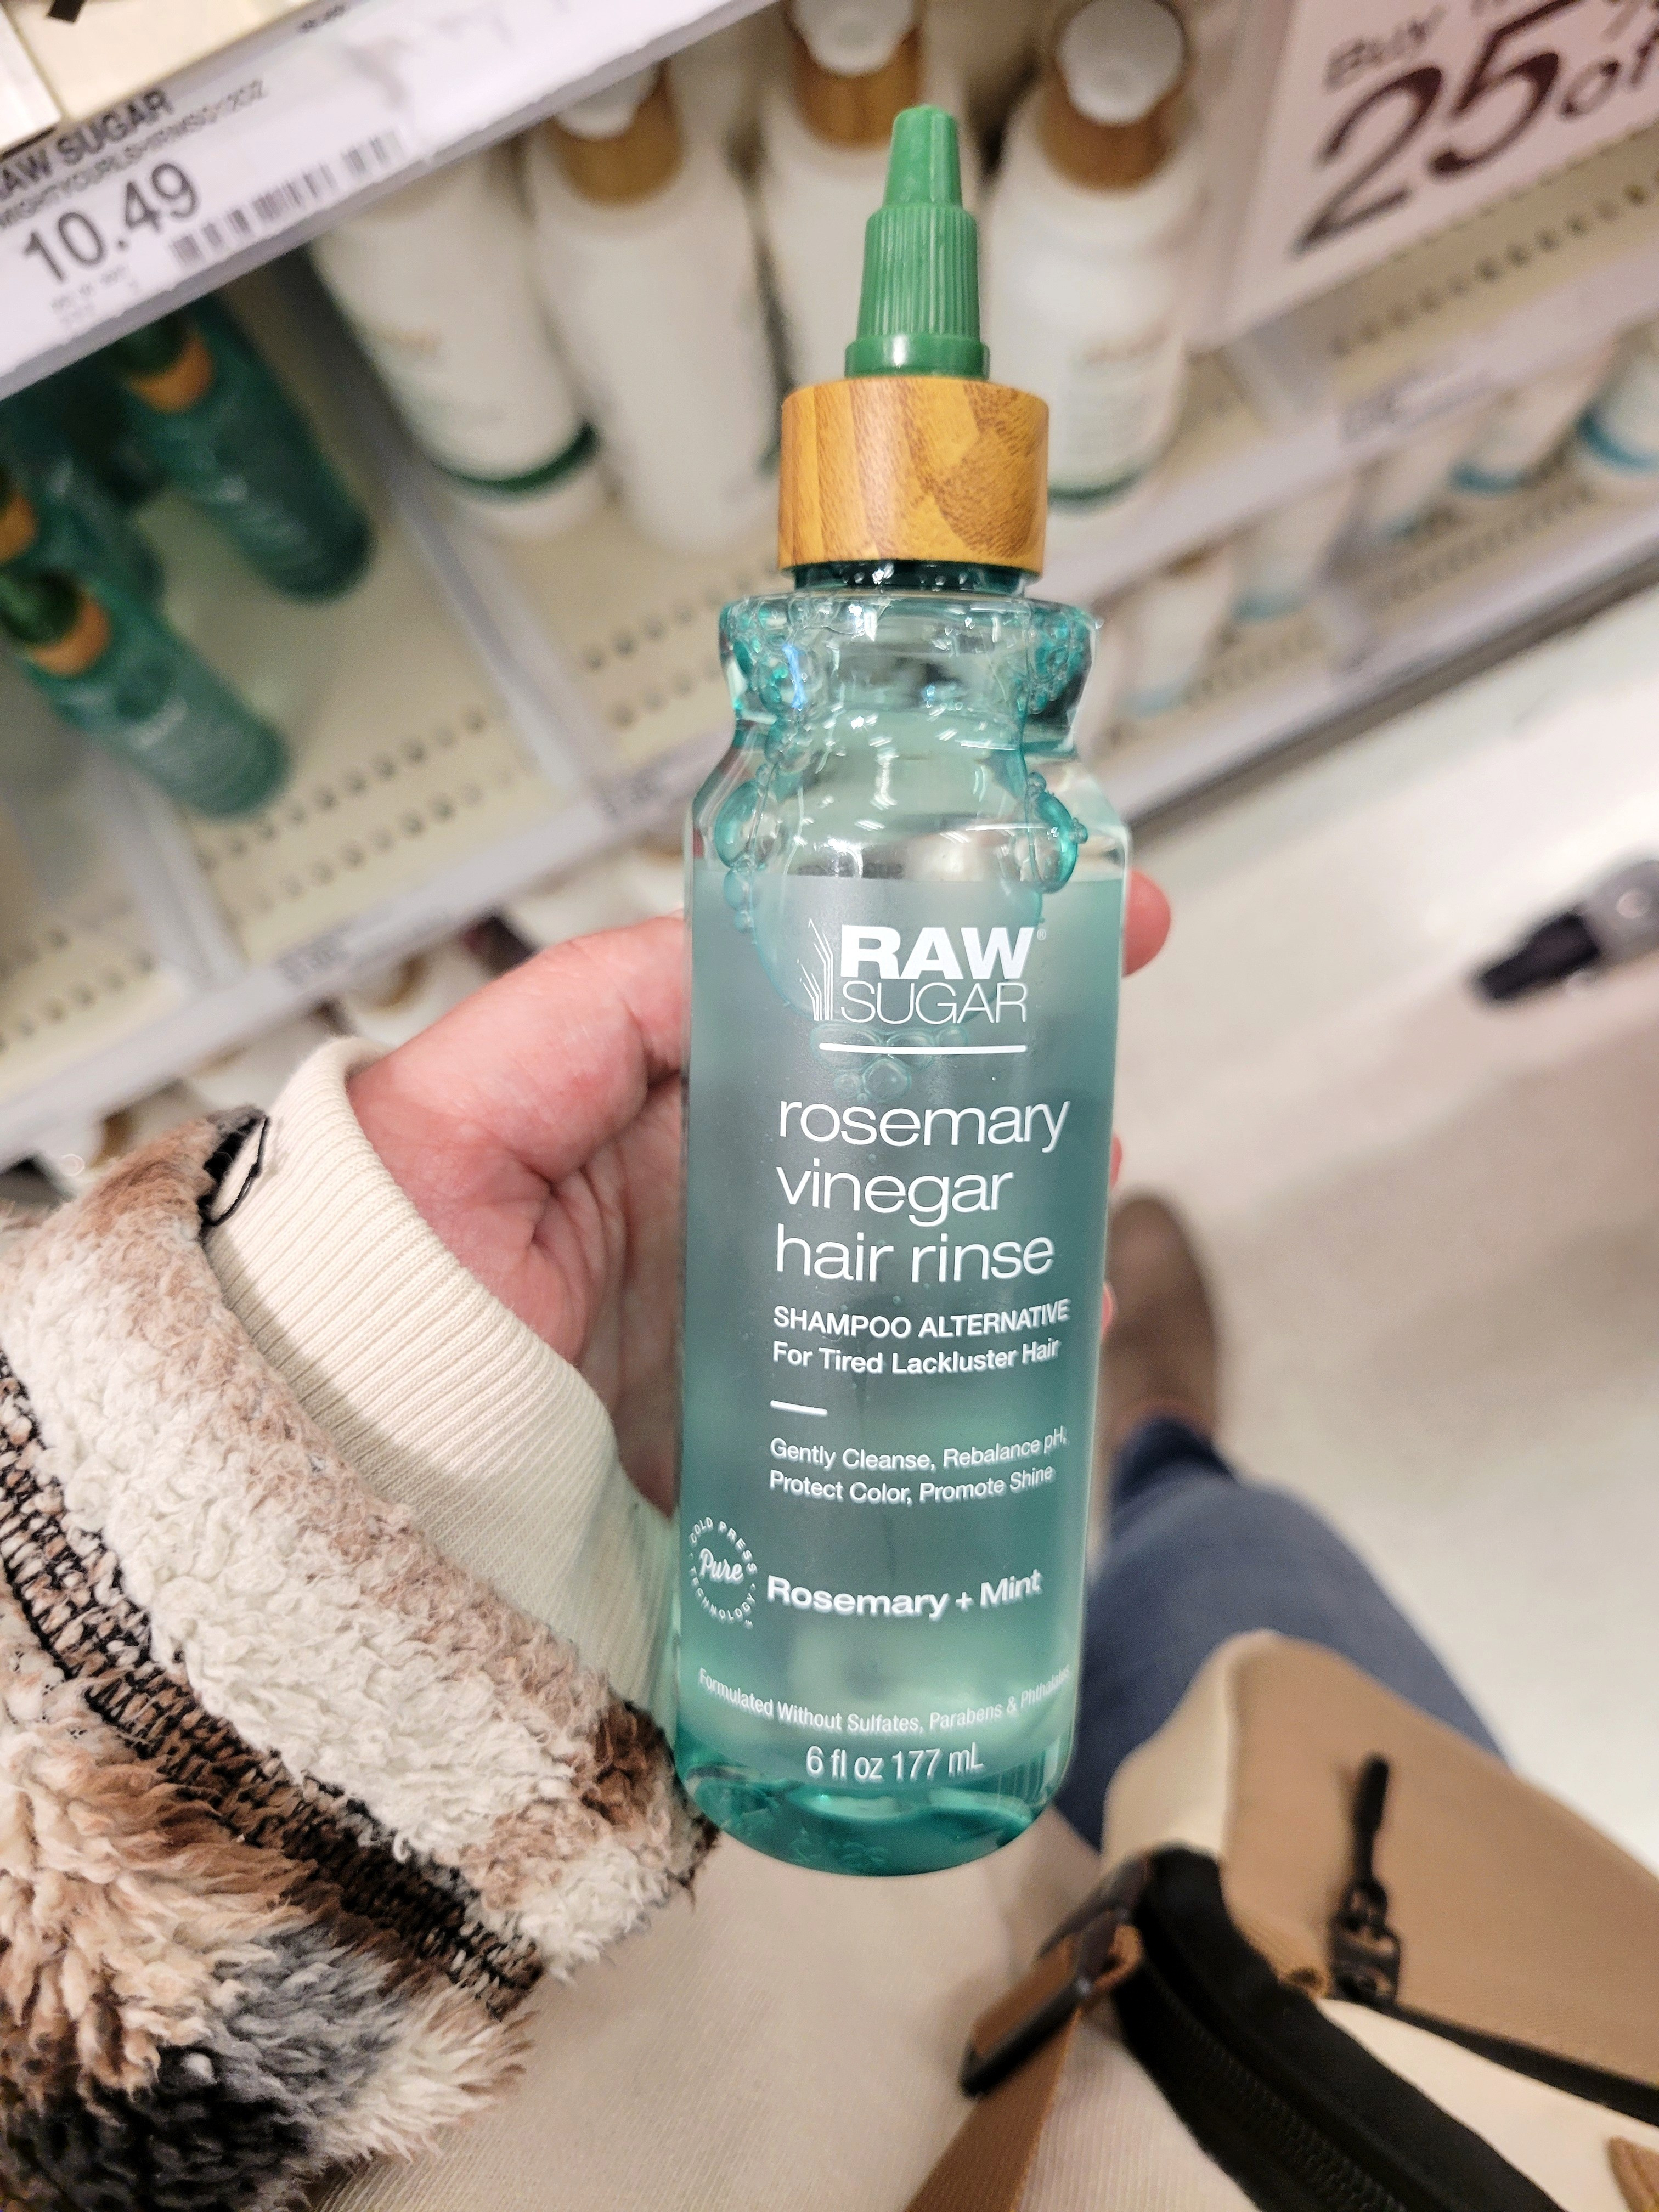 RAW SUGAR
10.49
25
RAW
SUGAR
rosemary
vinegar
hair rinse
SHAMPOO ALTERNATIVE
For Tired Lackluster Hair
Gently Cleanse, Rebalance pH,
Protect Color, Promote Shine
COLD PRESS
Pure
TECHNOLOGY
Rosemary + Mint
Formulated Without Sulfates, Parabens & Phthalates
6 fl oz 177 mL